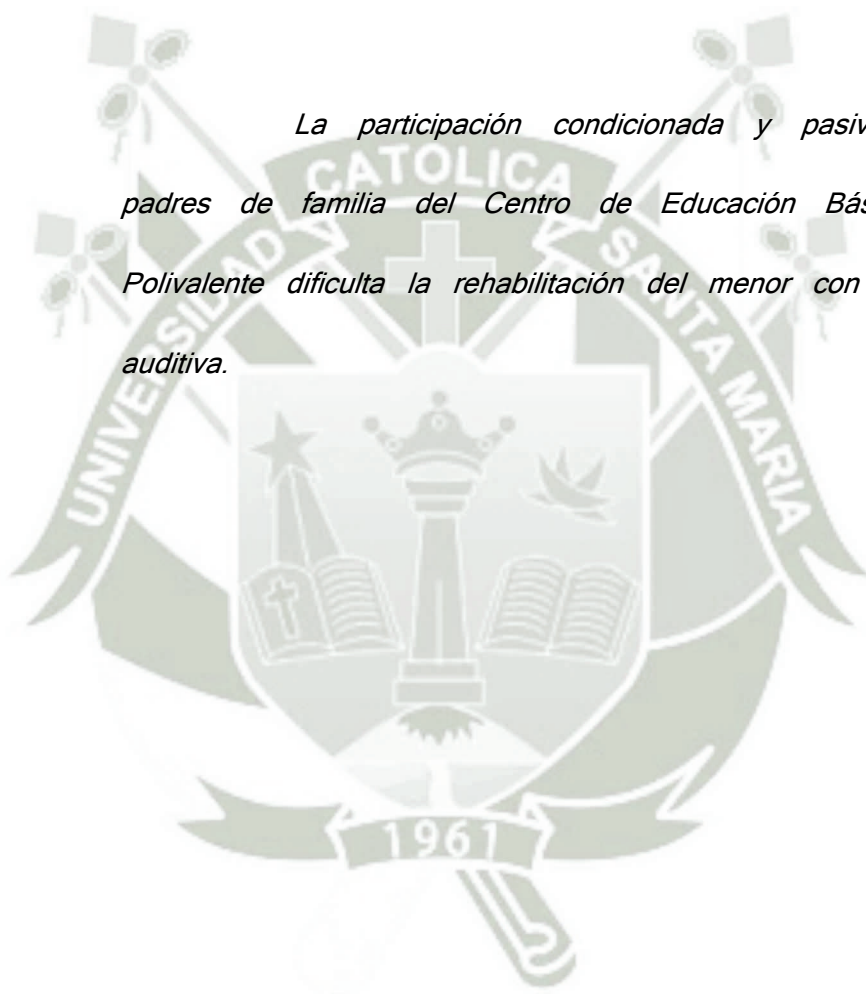 La participación condicionada y pasiv
padres de familia del Centro de Educación Bás
Polivalente dificulta la rehabilitación del menor con
auditiva.
UNIVERSIDAD CATOLICA SANTA MARIA
1961